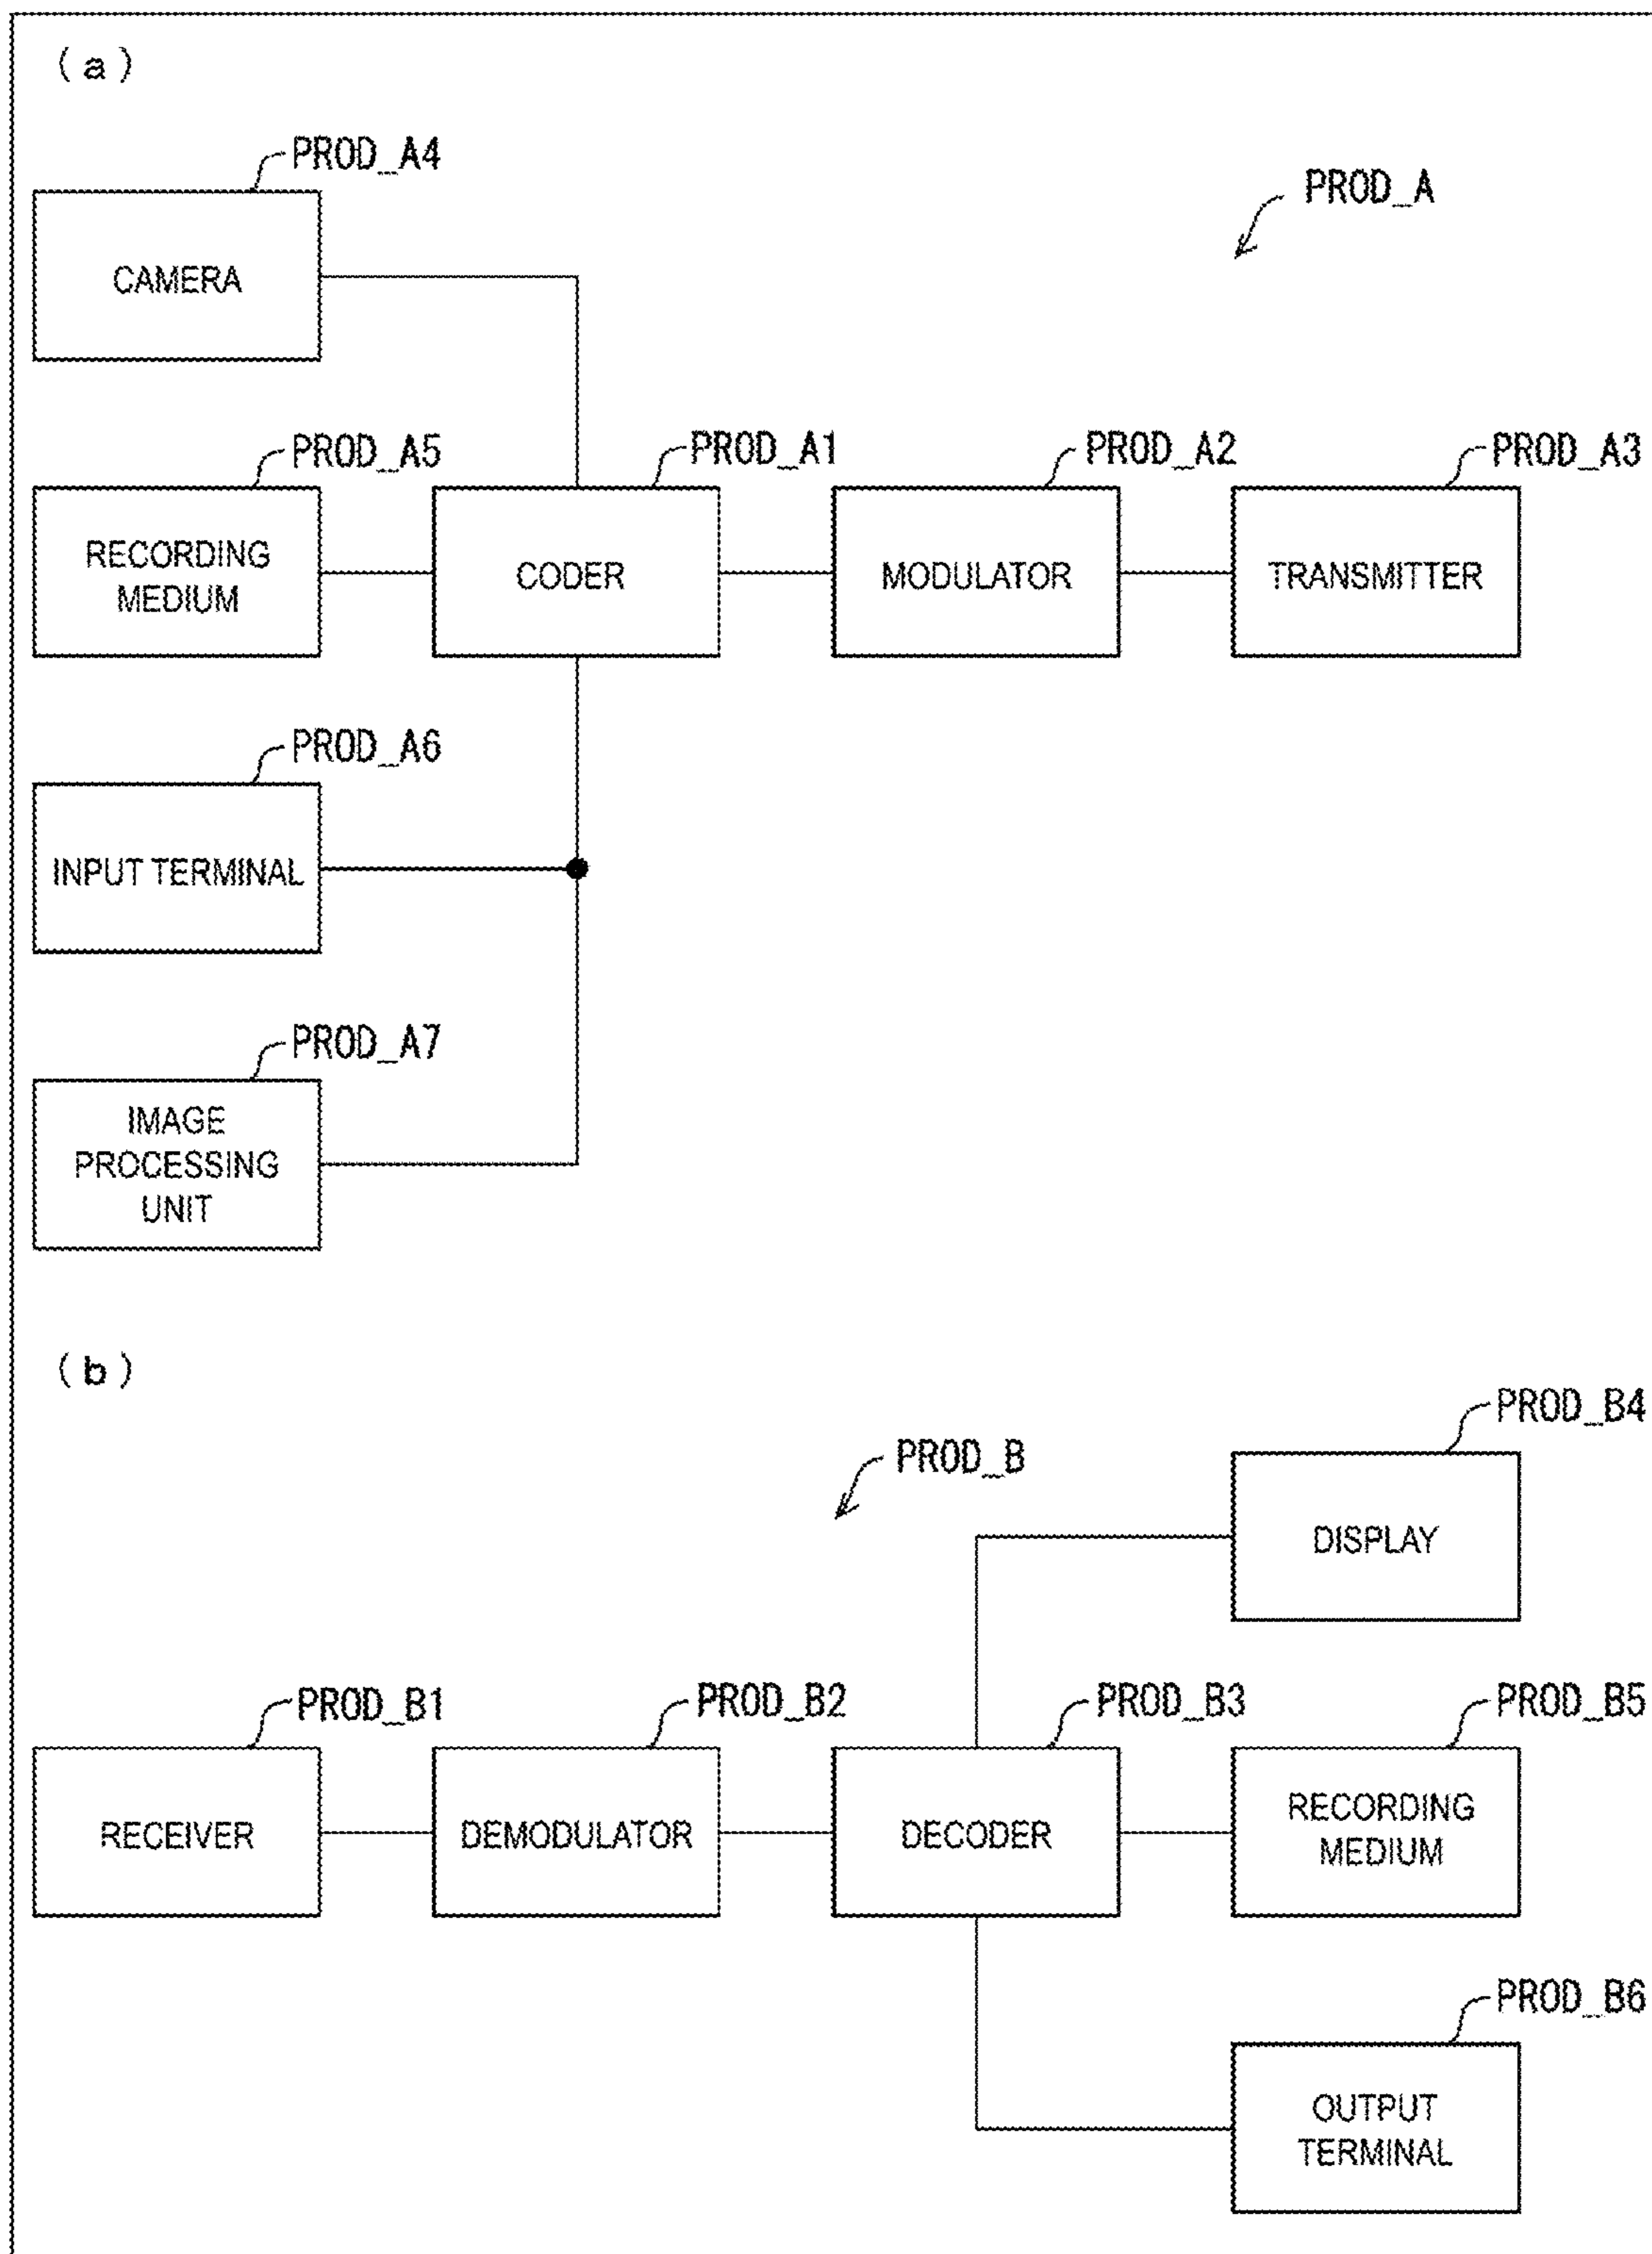 (a)
PROD_A4
PROD_A
CAMERA
PROD_A5
PROD_A1
PROD_A2
PROD_A3
RECORDING
MEDIUM
CODER
MODULATOR
TRANSMITTER
PROD_A6
INPUT TERMINAL
PROD_A7
IMAGE
PROCESSING
UNIT
(b)
PROD_B4
PROD_B
DISPLAY
PROD_B1
PROD_B2
PROD_B3
PROD_B5
RECEIVER
DEMODULATOR
DECODER
RECORDING
MEDIUM
PROD_B6
OUTPUT
TERMINAL